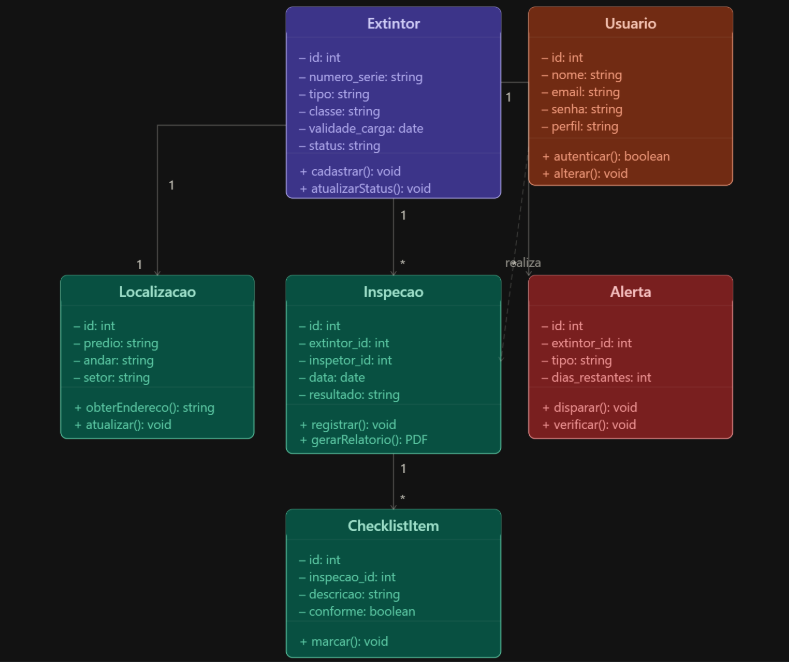 Extintor
– id: int
– numero_serie: string
– tipo: string
– classe: string
– validade_carga: date
– status: string
+ cadastrar(): void
+ atualizarStatus(): void
Usuario
– id: int
– nome: string
– email: string
– senha: string
– perfil: string
+ autenticar(): boolean
+ alterar(): void
1
1
1
1
*
realiza
*
Localizacao
– id: int
– predio: string
– andar: string
– setor: string
+ obterEndereco(): string
+ atualizar(): void
Inspecao
– id: int
– extintor_id: int
– inspetor_id: int
– data: date
– resultado: string
+ registrar(): void
+ gerarRelatorio(): PDF
Alerta
– id: int
– extintor_id: int
– tipo: string
– dias_restantes: int
+ disparar(): void
+ verificar(): void
1
*
ChecklistItem
– id: int
– inspecao_id: int
– descricao: string
– conforme: boolean
+ marcar(): void